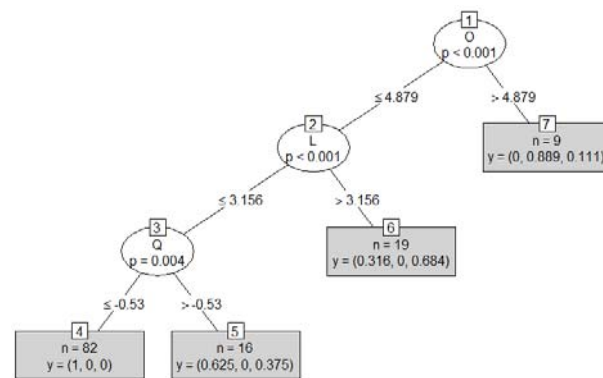 1
O
p < 0.001
≤ 4.879
> 4.879
2
L
p < 0.001
7
n = 9
y = (0, 0.889, 0.111)
≤ 3.156
> 3.156
3
Q
p = 0.004
6
n = 19
y = (0.316, 0, 0.684)
≤ -0.53
> -0.53
4
n = 82
y = (1, 0, 0)
5
n = 16
y = (0.625, 0, 0.375)